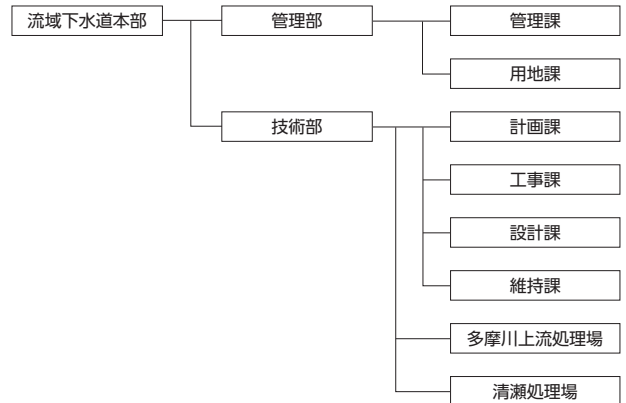 流域下水道本部
管理部
管理課
用地課
技術部
計画課
工事課
設計課
維持課
多摩川上流処理場
清瀬処理場